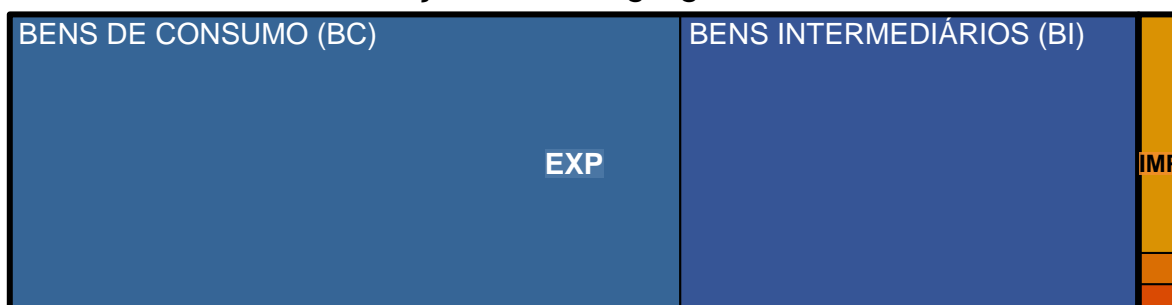 BENS DE CONSUMO (BC)
BENS INTERMEDIÁRIOS (BI)
EXP